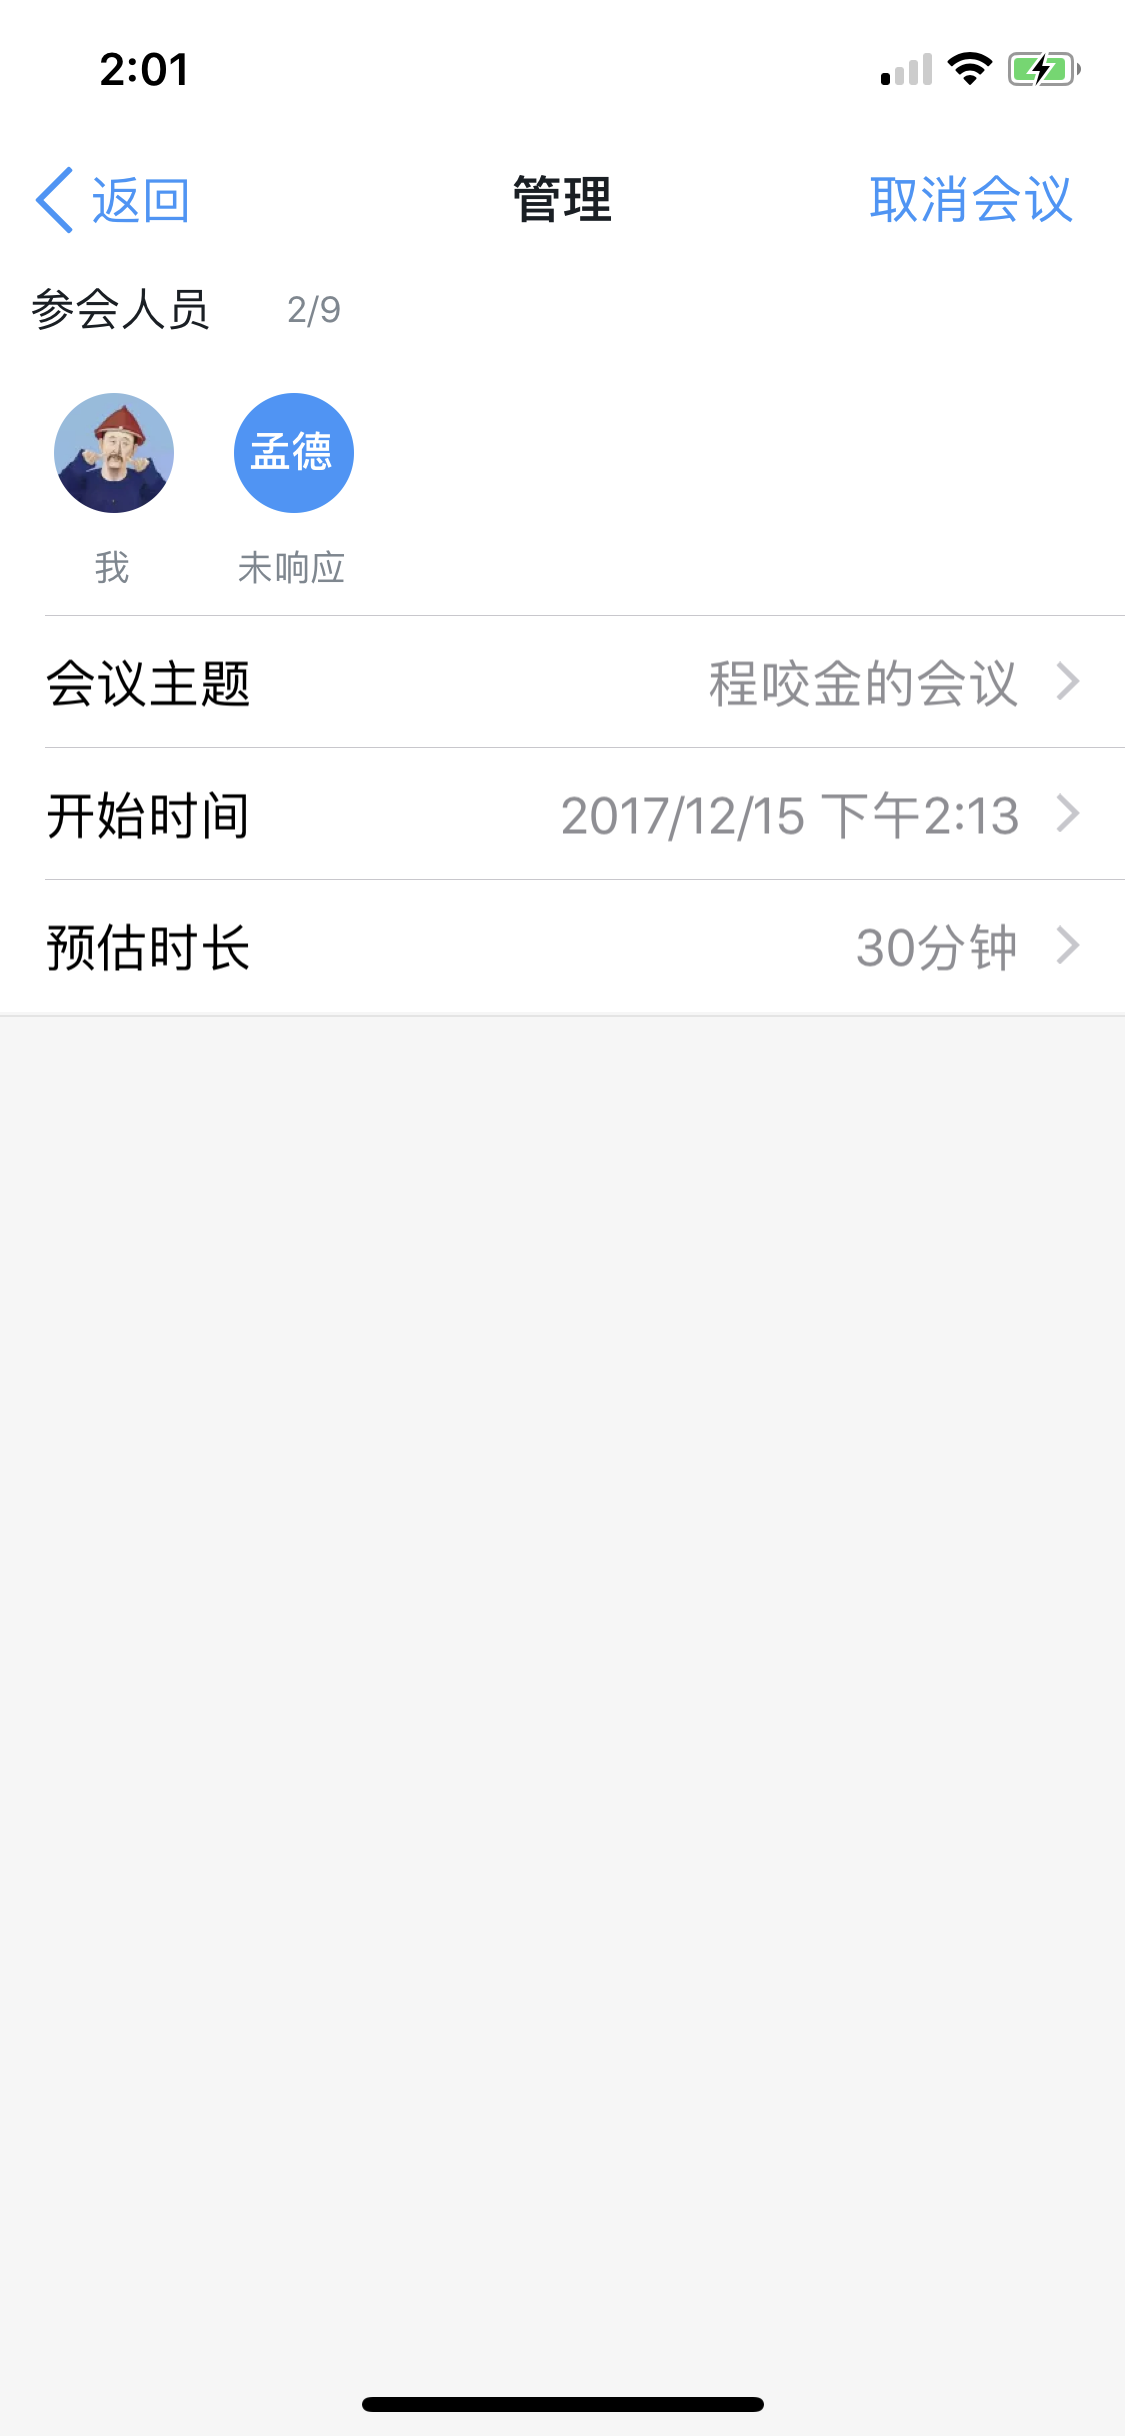 2:01
返回
管理
取消会议
参会人员 2/9
孟德
我
未响应
会议主题 程咬金的会议
开始时间 2017/12/15 下午2:13
预估时长 30分钟